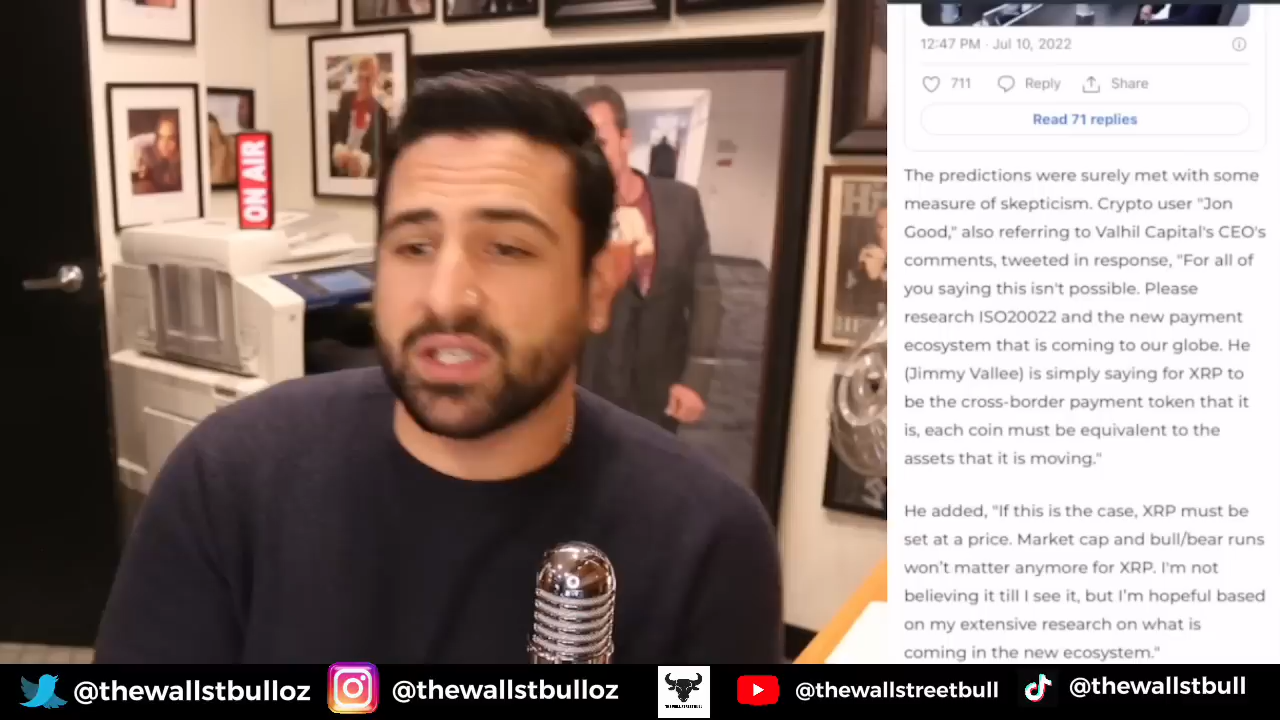 ON AIR
12:47 PM · Jul 10, 2022
711 Reply Share
Read 71 replies
The predictions were surely met with some
measure of skepticism. Crypto user "Jon
Good," also referring to Valhil Capital's CEO's
comments, tweeted in response, "For all of
you saying this isn't possible. Please
research ISO20022 and the new payment
ecosystem that is coming to our globe. He
(Jimmy Vallee) is simply saying for XRP to
be the cross-border payment token that it
is, each coin must be equivalent to the
assets that it is moving."
He added, "If this is the case, XRP must be
set at a price. Market cap and bull/bear runs
won't matter anymore for XRP. I'm not
believing it till I see it, but I'm hopeful based
on my extensive research on what is
coming in the new ecosystem."
@thewallstbulloz @thewallstbulloz @thewallstreetbull @thewallstbull